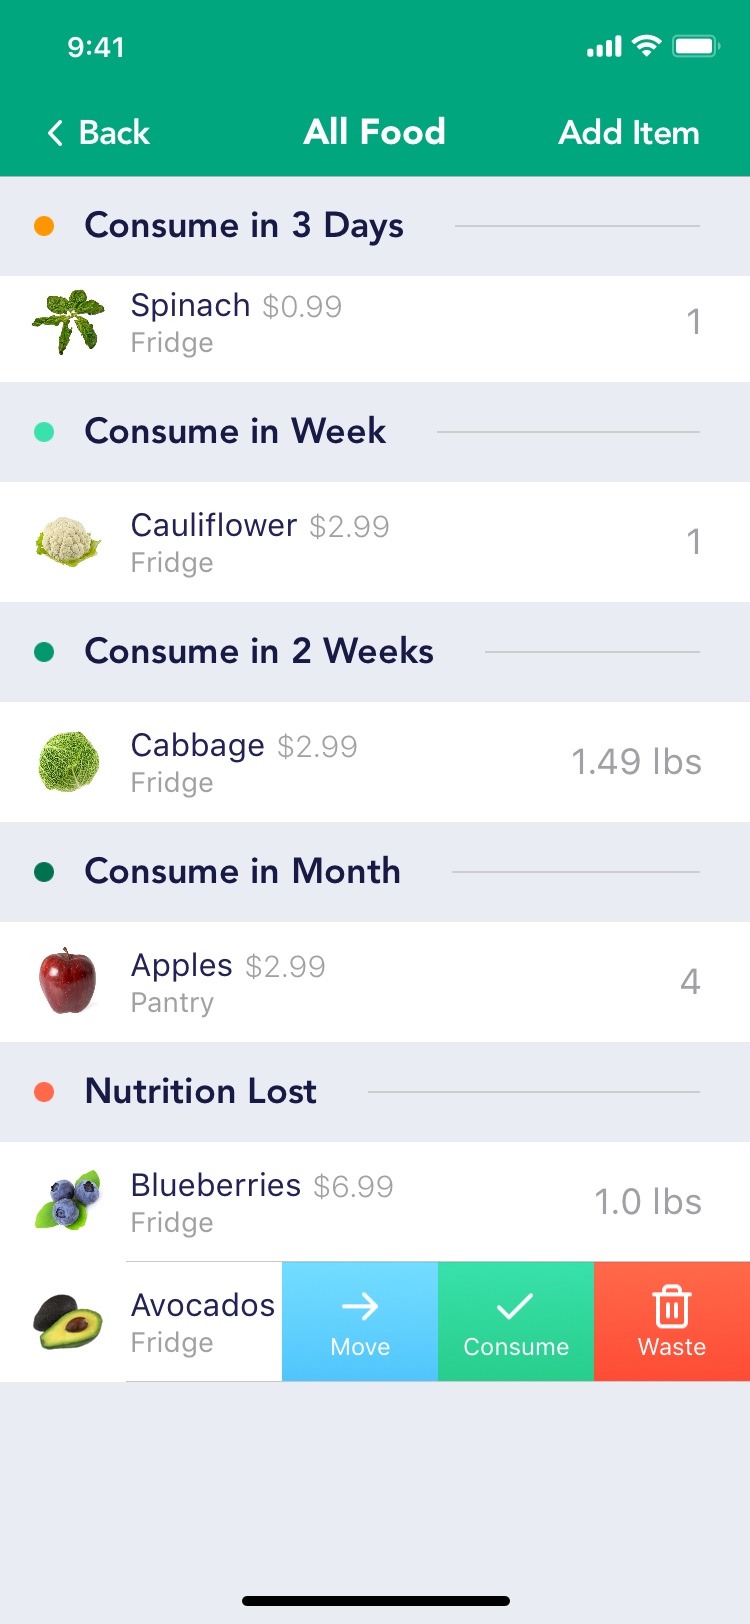 9:41
Back All Food Add Item
Consume in 3 Days
Spinach $0.99
Fridge
1
Consume in Week
Cauliflower $2.99
Fridge
1
Consume in 2 Weeks
Cabbage $2.99
Fridge
1.49 lbs
Consume in Month
Apples $2.99
Pantry
4
Nutrition Lost
Blueberries $6.99
Fridge
1.0 lbs
Avocados
Fridge
Move Consume Waste